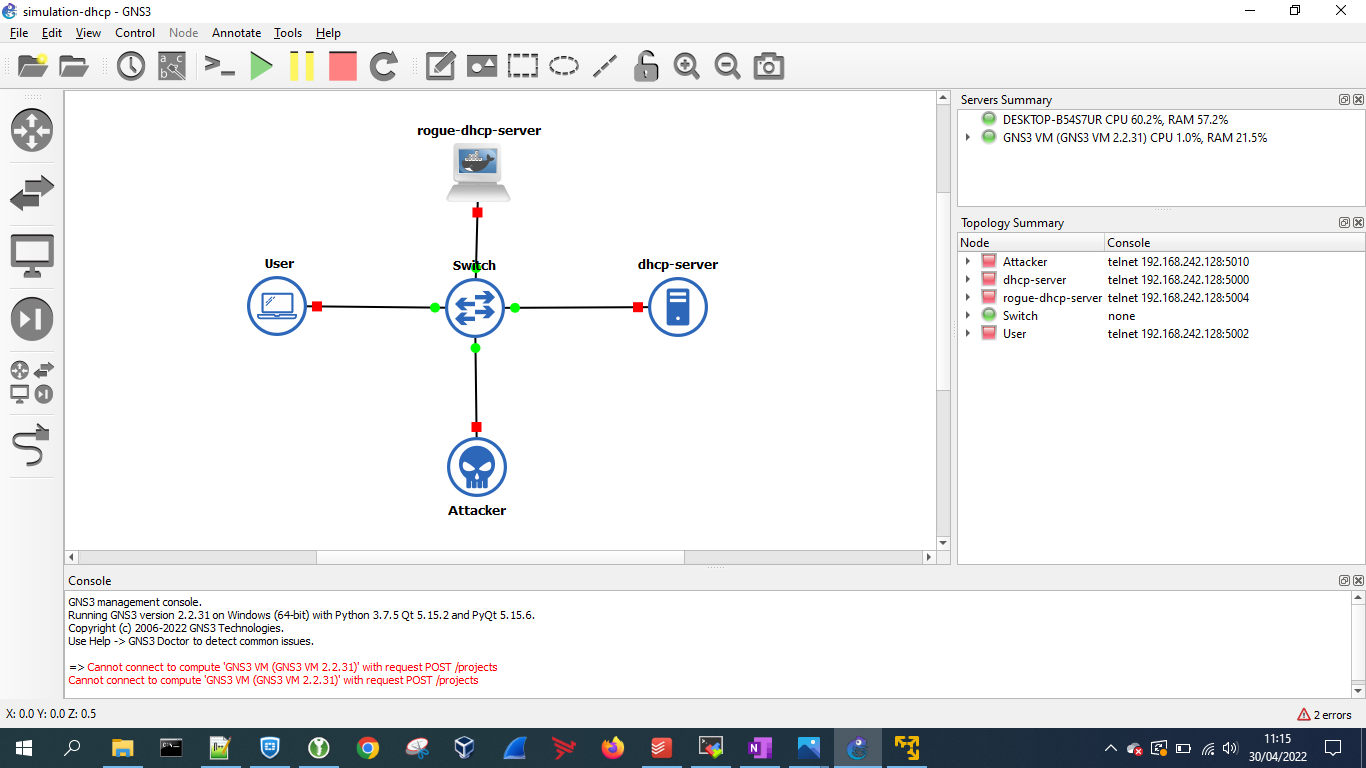 simulation-dhcp - GNS3
File Edit View Control Node Annotate Tools Help
rogue-dhcp-server
User
Switch
dhcp-server
Attacker
Servers Summary
DESKTOP-B54S7UR CPU 60.2%, RAM 57.2%
GNS3 VM (GNS3 VM 2.2.31) CPU 1.0%, RAM 21.5%
Topology Summary
Node Console
Attacker telnet 192.168.242.128:5010
dhcp-server telnet 192.168.242.128:5000
rogue-dhcp-server telnet 192.168.242.128:5004
Switch none
User telnet 192.168.242.128:5002
Console
GNS3 management console.
Running GNS3 version 2.2.31 on Windows (64-bit) with Python 3.7.5 Qt 5.15.2 and PyQt 5.15.6.
Copyright (c) 2006-2022 GNS3 Technologies.
Use Help -> GNS3 Doctor to detect common issues.
=> Cannot connect to compute 'GNS3 VM (GNS3 VM 2.2.31)' with request POST /projects
Cannot connect to compute 'GNS3 VM (GNS3 VM 2.2.31)' with request POST /projects
X: 0.0 Y: 0.0 Z: 0.5
2 errors
11:15
30/04/2022